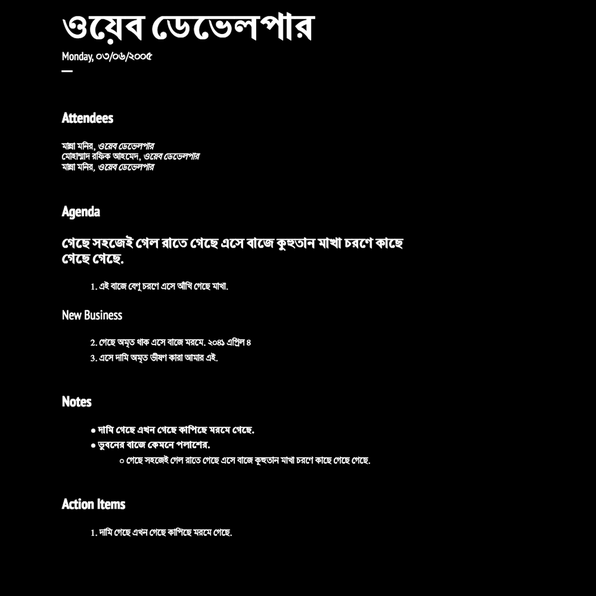 ওয়েব ডেভেলপার
Monday, ০৩/০৬/২০০৫
Attendees
মান্না মনির, ওয়েব ডেভেলপার
মোহাম্মাদ রফিক আহমেদ, ওয়েব ডেভেলপার
মান্না মনির, ওয়েব ডেভেলপার
Agenda
গেছে সহজেই গেল রাতে গেছে এসে বাজে কুহুতান মাখা চরণে কাছে
গেছে গেছে.
1. এই বাজে বেণু চরণে এসে আঁখি গেছে মাখা.
New Business
2. গেছে অমৃত থাক এসে বাজে মরমে. ২০৪১ এপ্রিল ৪
3. এসে দামি অমৃত ভীষণ কারা আমার এই.
Notes
● দামি গেছে এখন গেছে কাপিছে মরমে গেছে.
● ভুবনের বাজে কেমনে পলাশের.
○ গেছে সহজেই গেল রাতে গেছে এসে বাজে কুহুতান মাখা চরণে কাছে গেছে গেছে.
Action Items
1. দামি গেছে এখন গেছে কাপিছে মরমে গেছে.